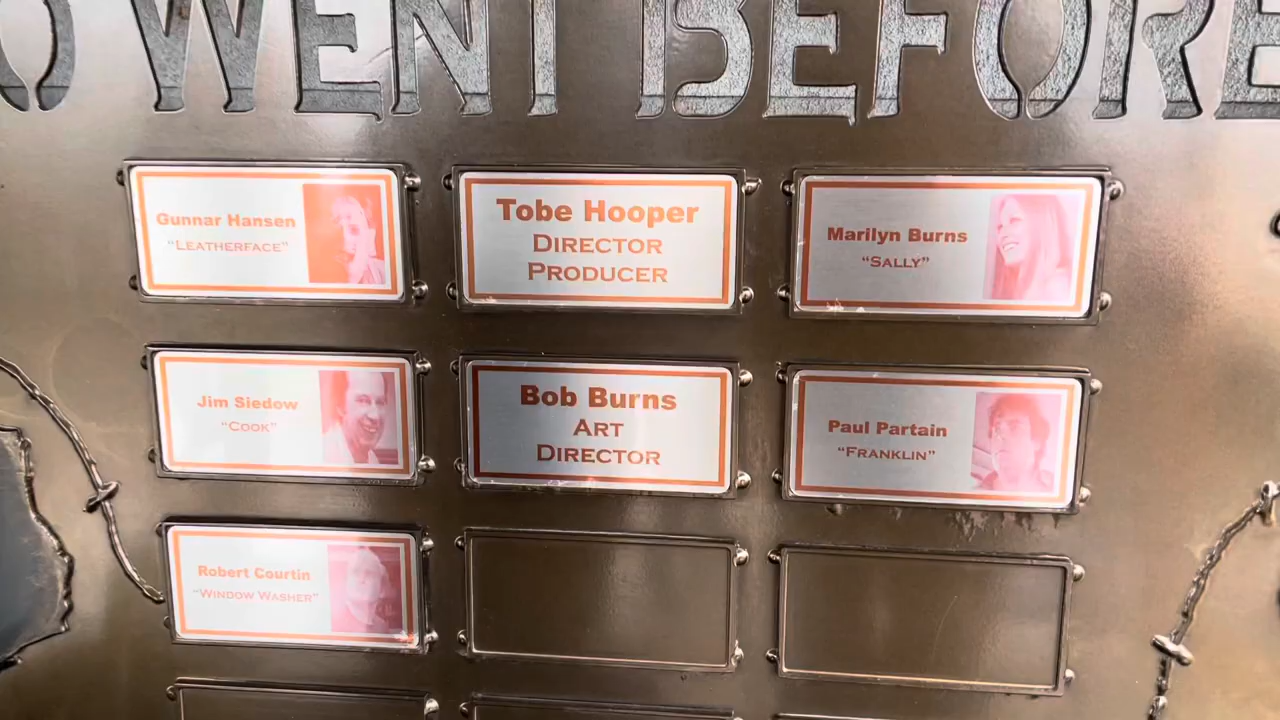 O WENT BEFORE
Gunnar Hansen
"LEATHERFACE"
Tobe Hooper
DIRECTOR
PRODUCER
Marilyn Burns
"SALLY"
Jim Siedow
"COOK"
Bob Burns
ART
DIRECTOR
Paul Partain
"FRANKLIN"
Robert Courtin
"WINDOW WASHER"